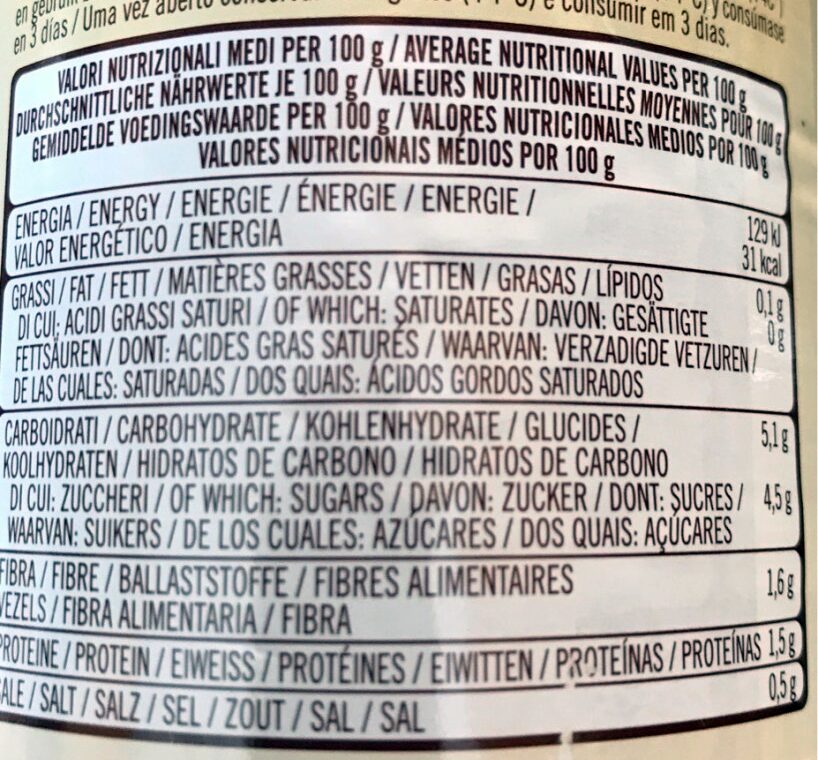 y consúmase
en 3 días / Uma vez aberto consumir em 3 dias.
VALORI NUTRIZIONALI MEDI PER 100 g / AVERAGE NUTRITIONAL VALUES PER 100 g
DURCHSCHNITTLICHE NÄHRWERTE JE 100 g / VALEURS NUTRITIONNELLES MOYENNES POUR 100 g
GEMIDDELDE VOEDINGSWAARDE PER 100 g / VALORES NUTRICIONALES MEDIOS POR 100 g
VALORES NUTRICIONAIS MÉDIOS POR 100 g
ENERGIA / ENERGY / ENERGIE / ÉNERGIE / ENERGIE / 129 kJ
VALOR ENERGÉTICO / ENERGIA 31 kcal
GRASSI / FAT / FETT / MATIÈRES GRASSES / VETTEN / GRASAS / LÍPIDOS 0,1 g
DI CUI: ACIDI GRASSI SATURI / OF WHICH: SATURATES / DAVON: GESÄTTIGTE 0 g
FETTSÄUREN / DONT: ACIDES GRAS SATURÉS / WAARVAN: VERZADIGDE VETZUREN /
DE LAS CUALES: SATURADAS / DOS QUAIS: ÁCIDOS GORDOS SATURADOS
CARBOIDRATI / CARBOHYDRATE / KOHLENHYDRATE / GLUCIDES / 5,1 g
KOOLHYDRATEN / HIDRATOS DE CARBONO / HIDRATOS DE CARBONO
DI CUI: ZUCCHERI / OF WHICH: SUGARS / DAVON: ZUCKER / DONT: SUCRES / 4,5 g
WAARVAN: SUIKERS / DE LOS CUALES: AZÚCARES / DOS QUAIS: AÇÚCARES
FIBRA / FIBRE / BALLASTSTOFFE / FIBRES ALIMENTAIRES 1,6 g
VEZELS / FIBRA ALIMENTARIA / FIBRA
PROTEINE / PROTEIN / EIWEISS / PROTÉINES / EIWITTEN / PROTEÍNAS / PROTEÍNAS 1,5 g
SALE / SALT / SALZ / SEL / ZOUT / SAL / SAL 0,5 g